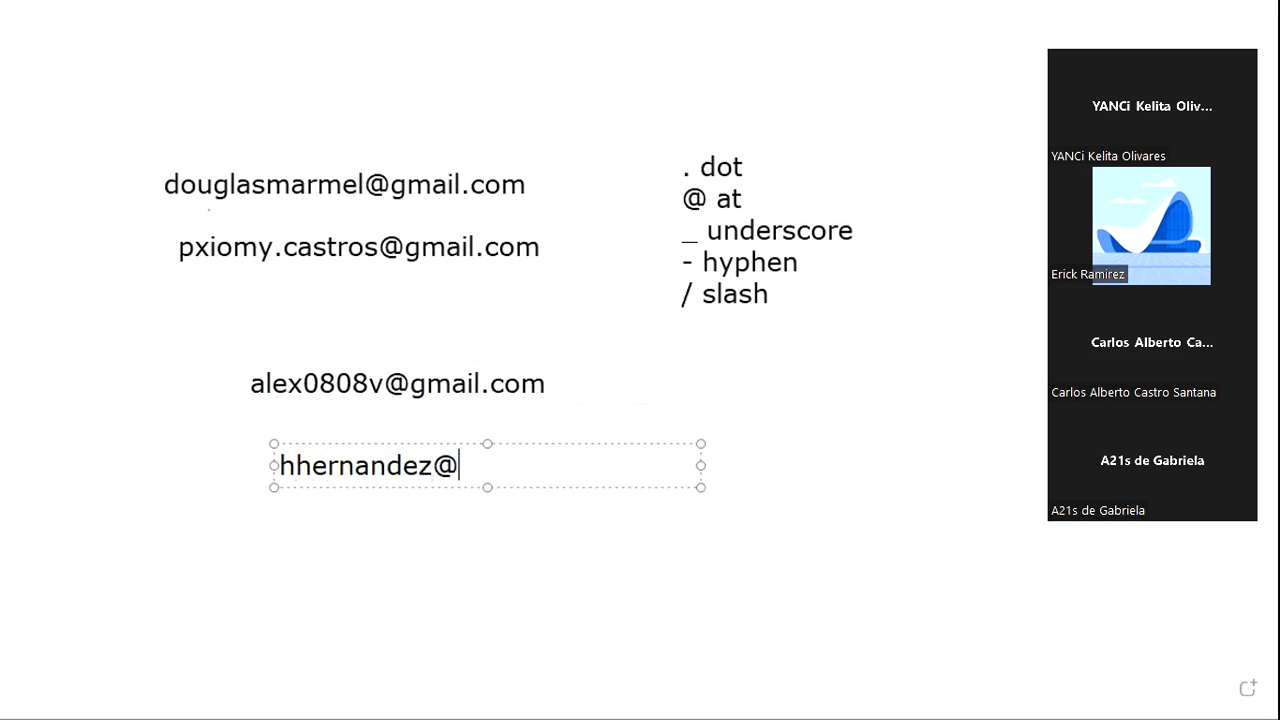 douglasmarmel@gmail.com
pxiomy.castros@gmail.com
. dot
@ at
_ underscore
- hyphen
/ slash
alex0808v@gmail.com
hhernandez@
YANCi Kelita Oliv...
YANCi Kelita Olivares
Erick Ramirez
Carlos Alberto Ca...
Carlos Alberto Castro Santana
A21s de Gabriela
A21s de Gabriela